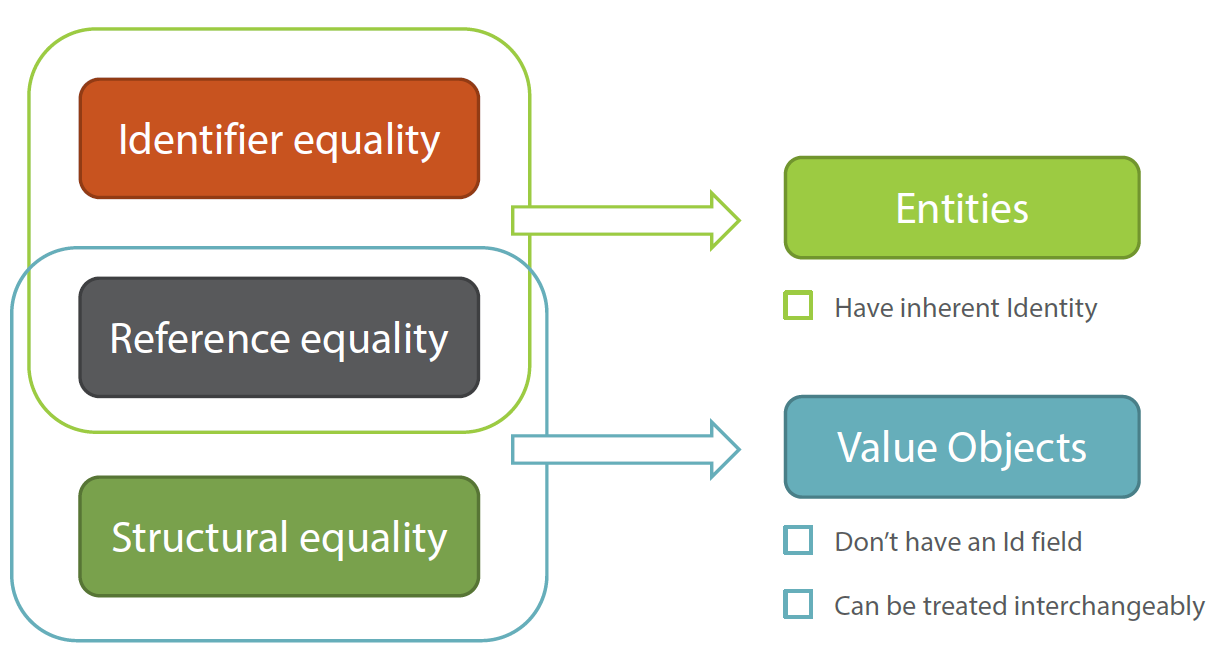 Identifier equality
Reference equality
Structural equality
Entities
Have inherent Identity
Value Objects
Don’t have an Id field
Can be treated interchangeably